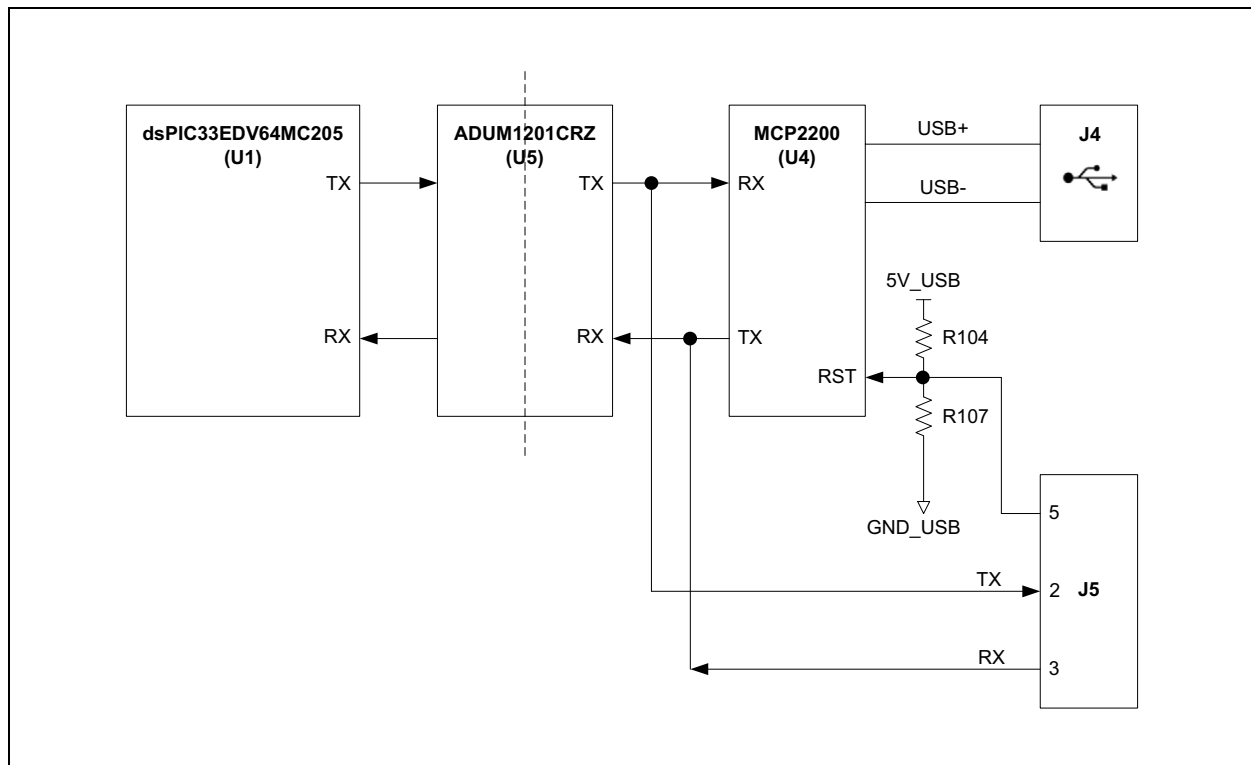 dsPIC33EDV64MC205
(U1)
TX
RX
ADUM1201CRZ
(U5)
TX
RX
MCP2200
(U4)
RX
TX
RST
USB+
USB-
J4
5V_USB
R104
R107
GND_USB
5
TX
2
J5
RX
3